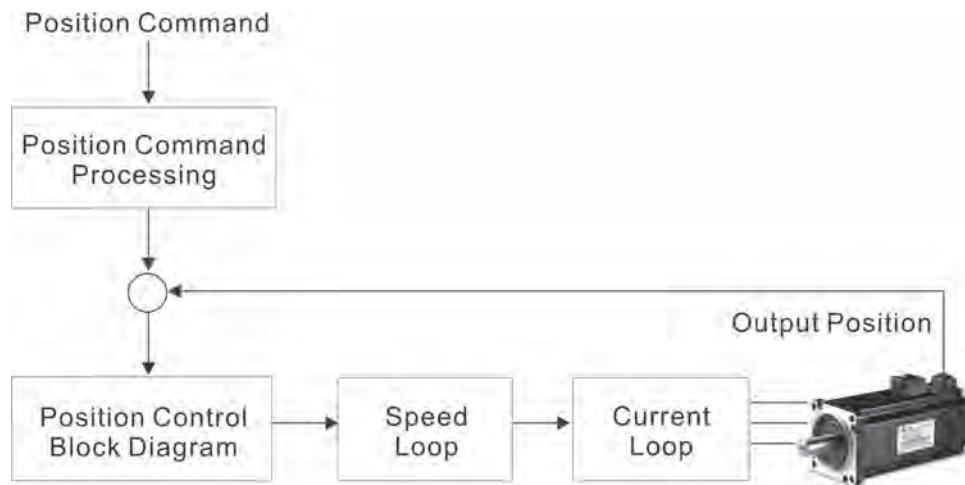 Position Command
Position Command
Processing
Output Position
Position Control
Block Diagram
Speed
Loop
Current
Loop